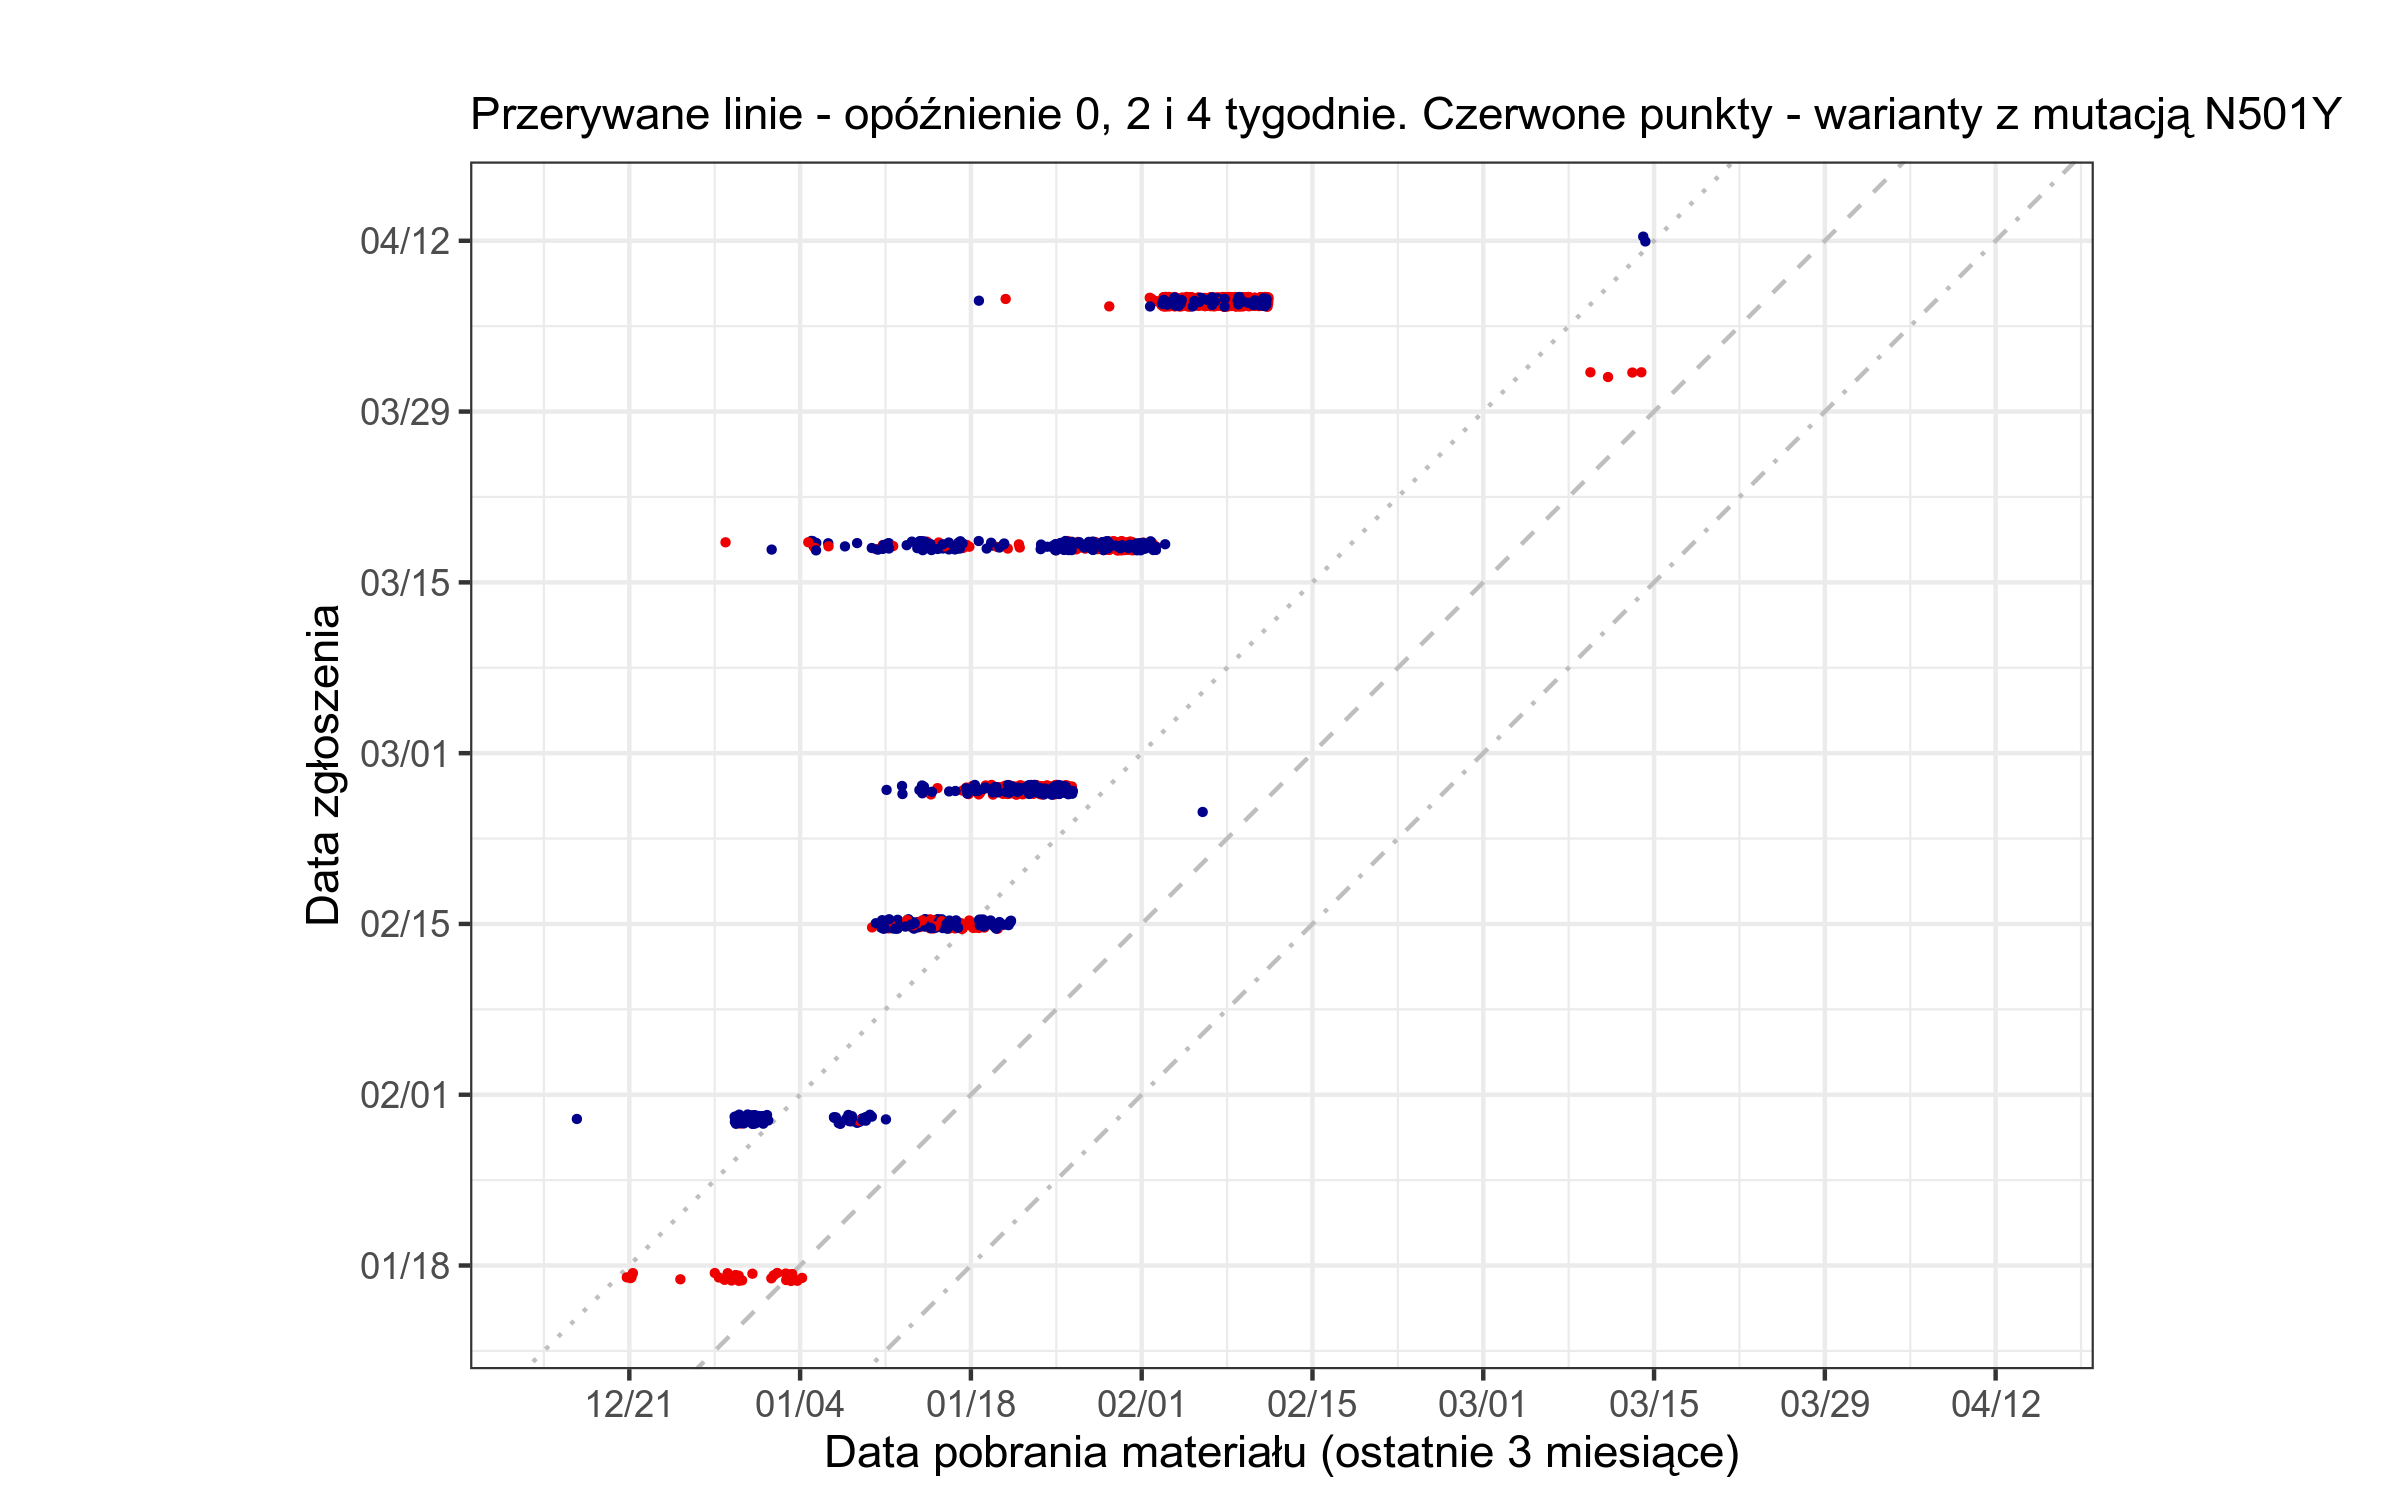 Przerywane linie - opóźnienie 0, 2 i 4 tygodnie. Czerwone punkty - warianty z mutacją N501Y
Data zgłoszenia
04/12
03/29
03/15
03/01
02/15
02/01
01/18
12/21 01/04 01/18 02/01 02/15 03/01 03/15 03/29 04/12
Data pobrania materiału (ostatnie 3 miesiące)